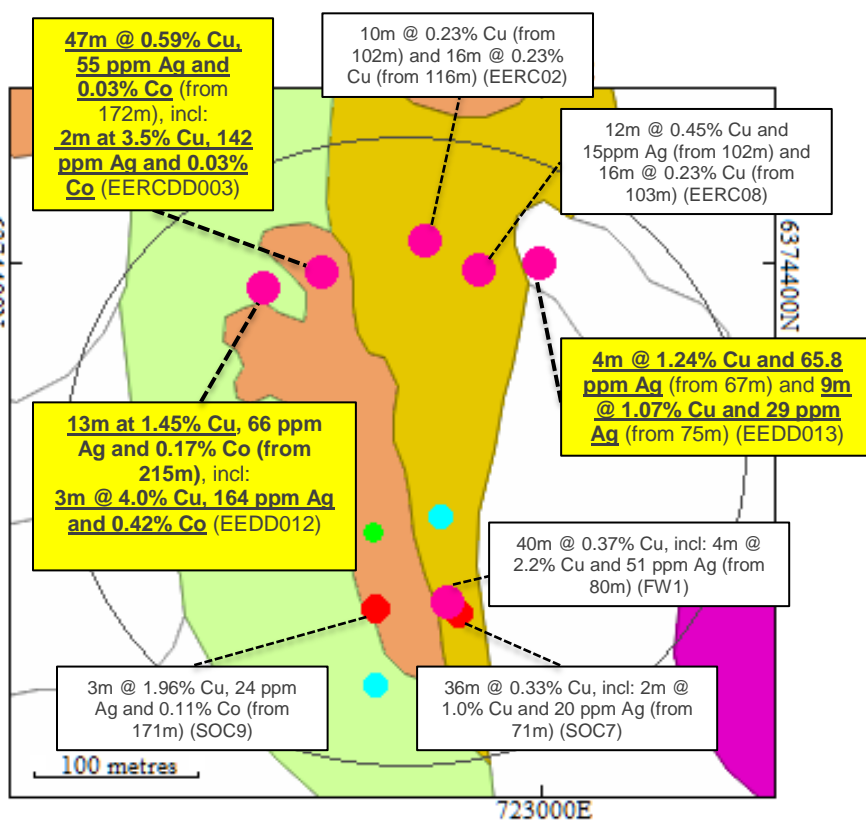 47m @ 0.59% Cu,
55 ppm Ag and
0.03% Co (from
172m), incl:
2m at 3.5% Cu, 142
ppm Ag and 0.03%
Co (EERCDD003)
10m @ 0.23% Cu (from
102m) and 16m @ 0.23%
Cu (from 116m) (EERC02)
12m @ 0.45% Cu and
15ppm Ag (from 102m) and
16m @ 0.23% Cu (from
103m) (EERC08)
6374400N
4m @ 1.24% Cu and 65.8
ppm Ag (from 67m) and 9m
@ 1.07% Cu and 29 ppm
Ag (from 75m) (EEDD013)
13m at 1.45% Cu, 66 ppm
Ag and 0.17% Co (from
215m), incl:
3m @ 4.0% Cu, 164 ppm Ag
and 0.42% Co (EEDD012)
40m @ 0.37% Cu, incl: 4m @
2.2% Cu and 51 ppm Ag (from
80m) (FW1)
3m @ 1.96% Cu, 24 ppm
Ag and 0.11% Co (from
171m) (SOC9)
36m @ 0.33% Cu, incl: 2m @
1.0% Cu and 20 ppm Ag (from
71m) (SOC7)
100 metres
723000E